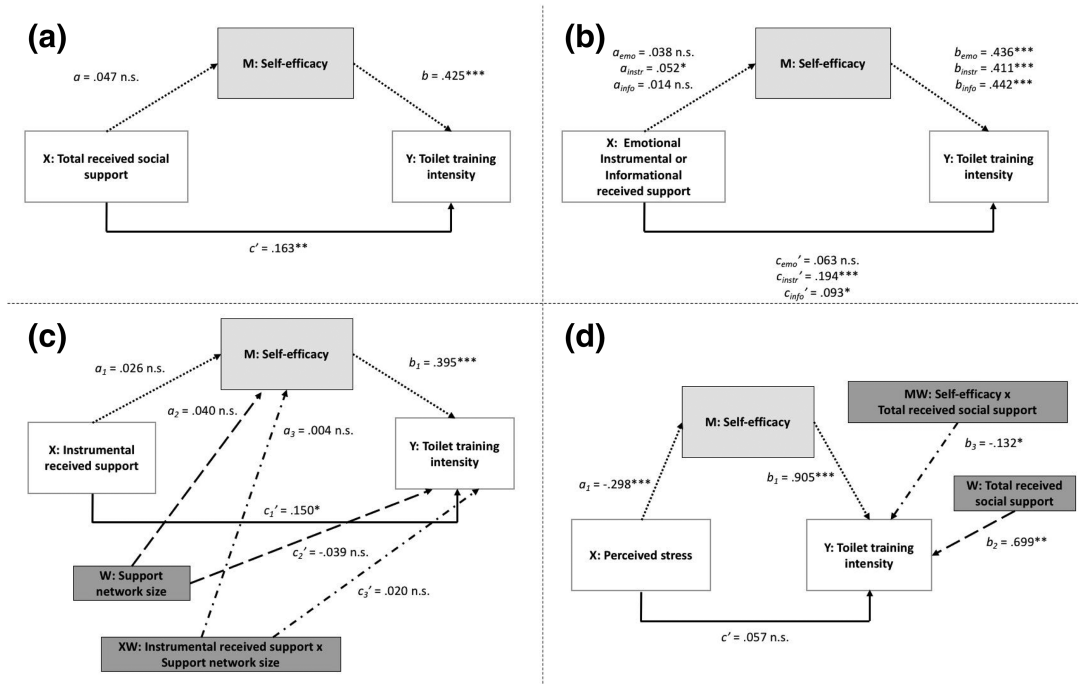 (a)
M: Self-efficacy
a = .047 n.s.
b = .425***
X: Total received social
support
Y: Toilet training
intensity
c′ = .163**
(b)
a_emo = .038 n.s.
a_instr = .052*
a_info = .014 n.s.
M: Self-efficacy
b_emo = .436***
b_instr = .411***
b_info = .442***
X: Emotional
Instrumental or
Informational
received support
Y: Toilet training
intensity
c_emo′ = .063 n.s.
c_instr′ = .194***
c_info′ = .093*
(c)
M: Self-efficacy
a1 = .026 n.s.
b1 = .395***
a2 = .040 n.s.
a3 = .004 n.s.
X: Instrumental
received support
Y: Toilet training
intensity
c1′ = .150*
c2′ = -.039 n.s.
c3′ = .020 n.s.
W: Support
network size
XW: Instrumental received support x
Support network size
(d)
M: Self-efficacy
MW: Self-efficacy x
Total received social support
b3 = -.132*
a1 = -.298***
b1 = .905***
W: Total received
social support
b2 = .699**
X: Perceived stress
Y: Toilet training
intensity
c′ = .057 n.s.